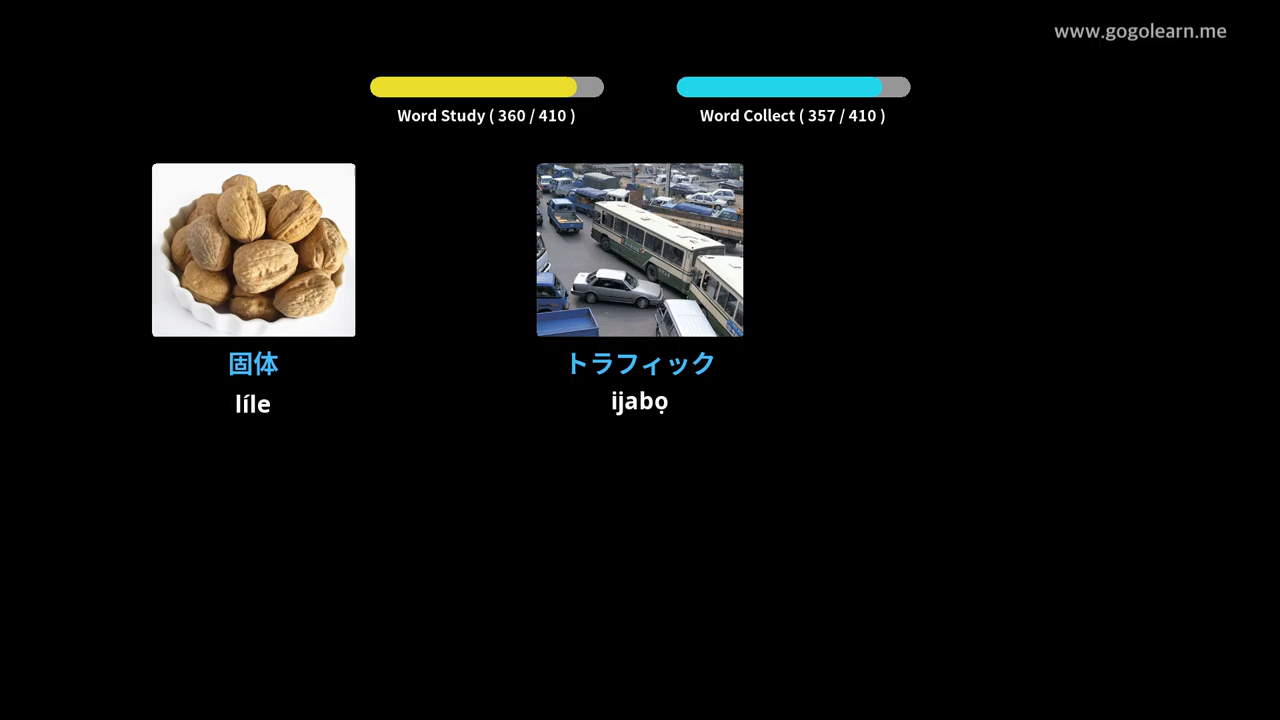 www.gogolearn.me
Word Study ( 360 / 410 )
Word Collect ( 357 / 410 )
固体
líle
トラフィック
ijabọ